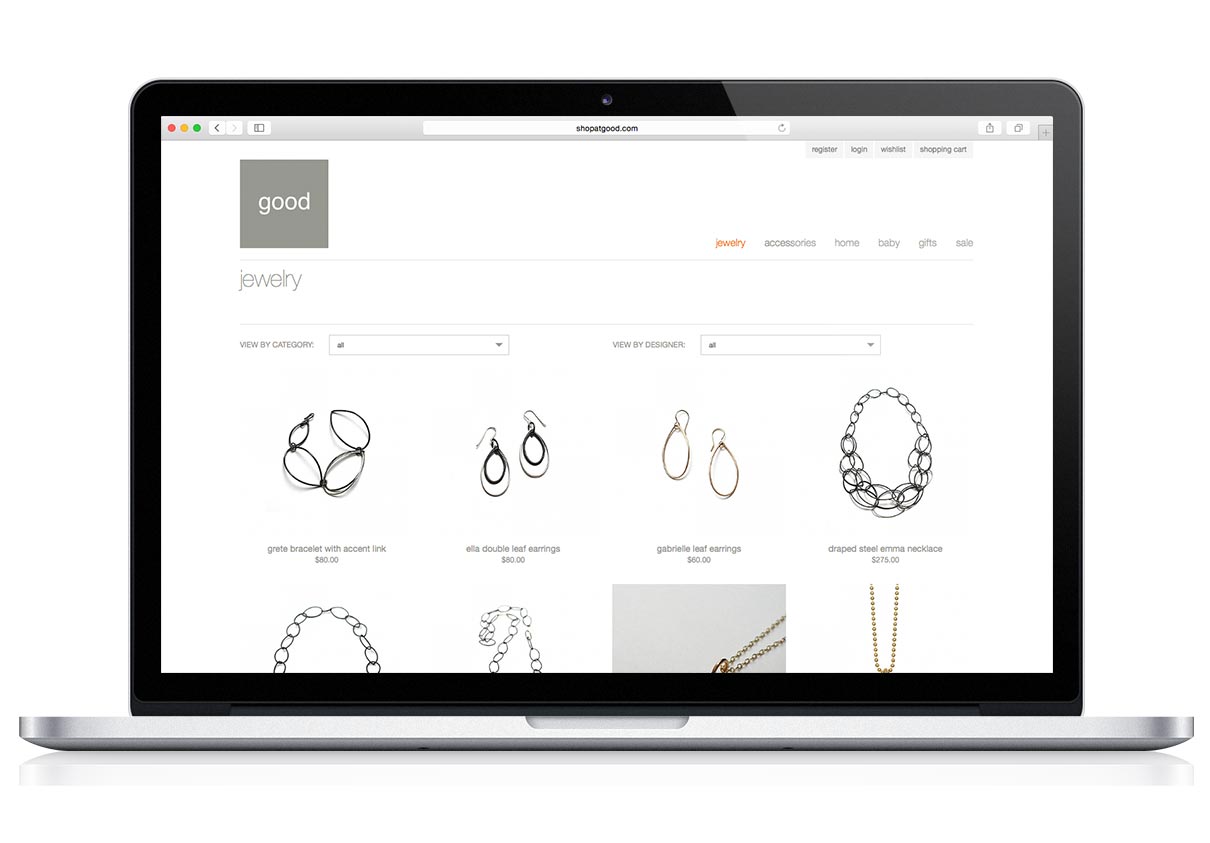 shopatgood.com
register login wishlist shopping cart
good
jewelry accessories home baby gifts sale
jewelry
VIEW BY CATEGORY: all VIEW BY DESIGNER: all
grete bracelet with accent link ella double leaf earrings gabrielle leaf earrings draped steel emma necklace
$80.00 $80.00 $60.00 $275.00